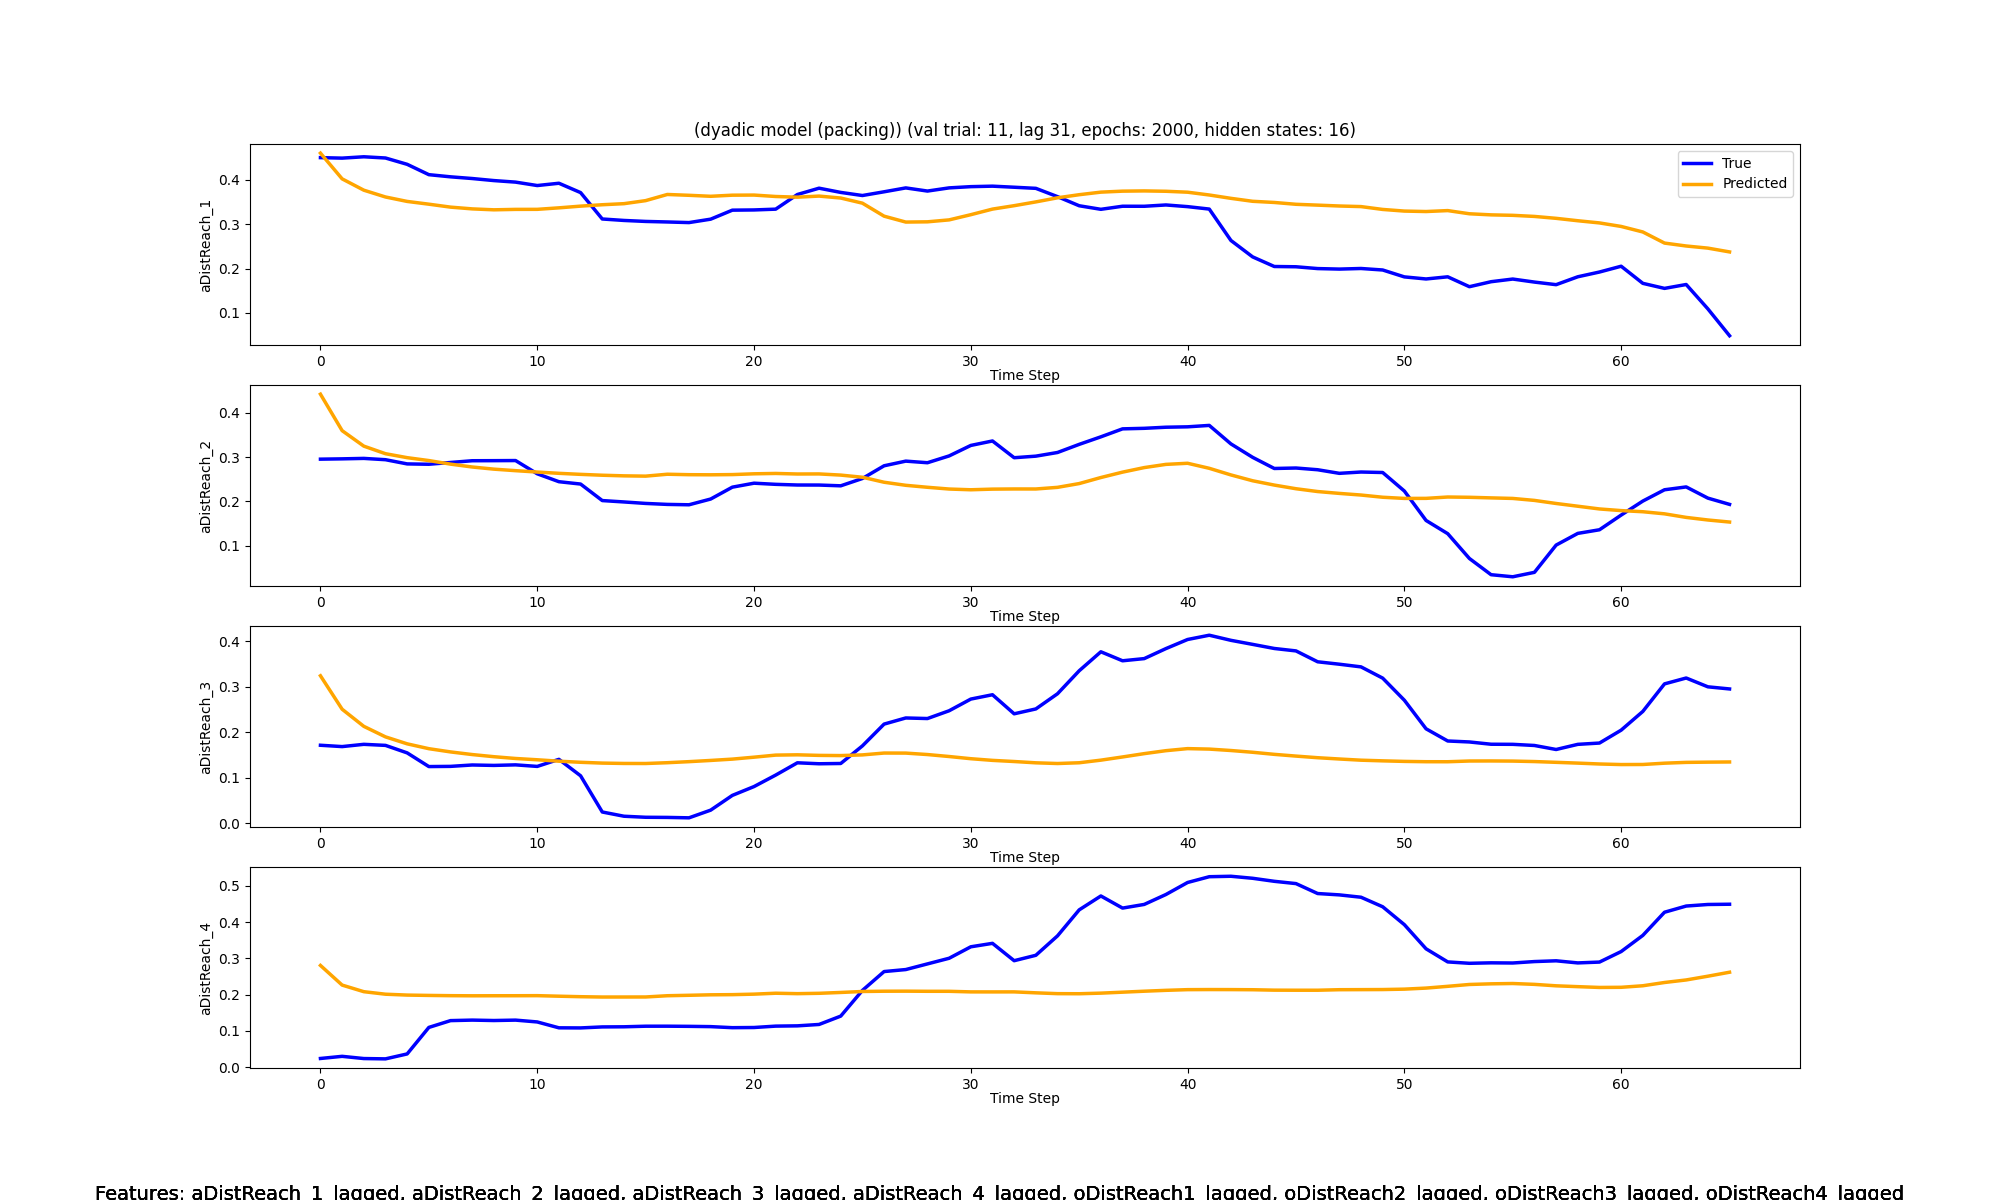 (dyadic model (packing)) (val trial: 11, lag 31, epochs: 2000, hidden states: 16)
True
Predicted
aDistReach_1
0.4
0.3
0.2
0.1
0 10 20 30 40 50 60
Time Step
aDistReach_2
0.4
0.3
0.2
0.1
0 10 20 30 40 50 60
Time Step
aDistReach_3
0.4
0.3
0.2
0.1
0.0
0 10 20 30 40 50 60
Time Step
aDistReach_4
0.5
0.4
0.3
0.2
0.1
0.0
0 10 20 30 40 50 60
Time Step
Features: aDistReach_1_lagged, aDistReach_2_lagged, aDistReach_3_lagged, aDistReach_4_lagged, oDistReach1_lagged, oDistReach2_lagged, oDistReach3_lagged, oDistReach4_lagged